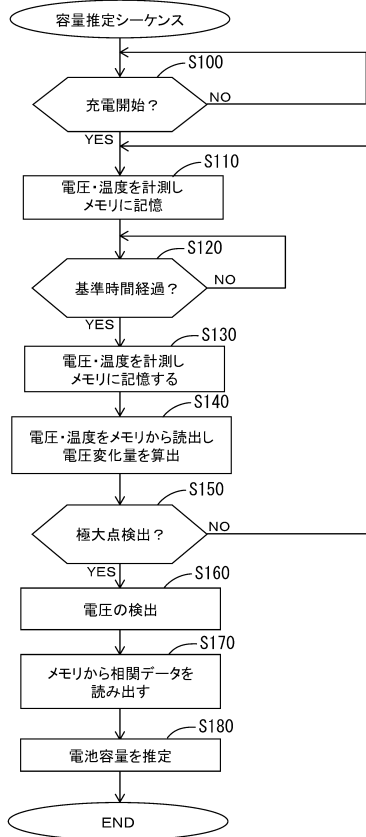 容量推定シーケンス
S100
充電開始？
NO
YES
S110
電圧・温度を計測し
メモリに記憶
S120
基準時間経過？
NO
YES
S130
電圧・温度を計測し
メモリに記憶する
S140
電圧・温度をメモリから読出し
電圧変化量を算出
S150
極大点検出？
NO
YES
S160
電圧の検出
S170
メモリから相関データを
読み出す
S180
電池容量を推定
END